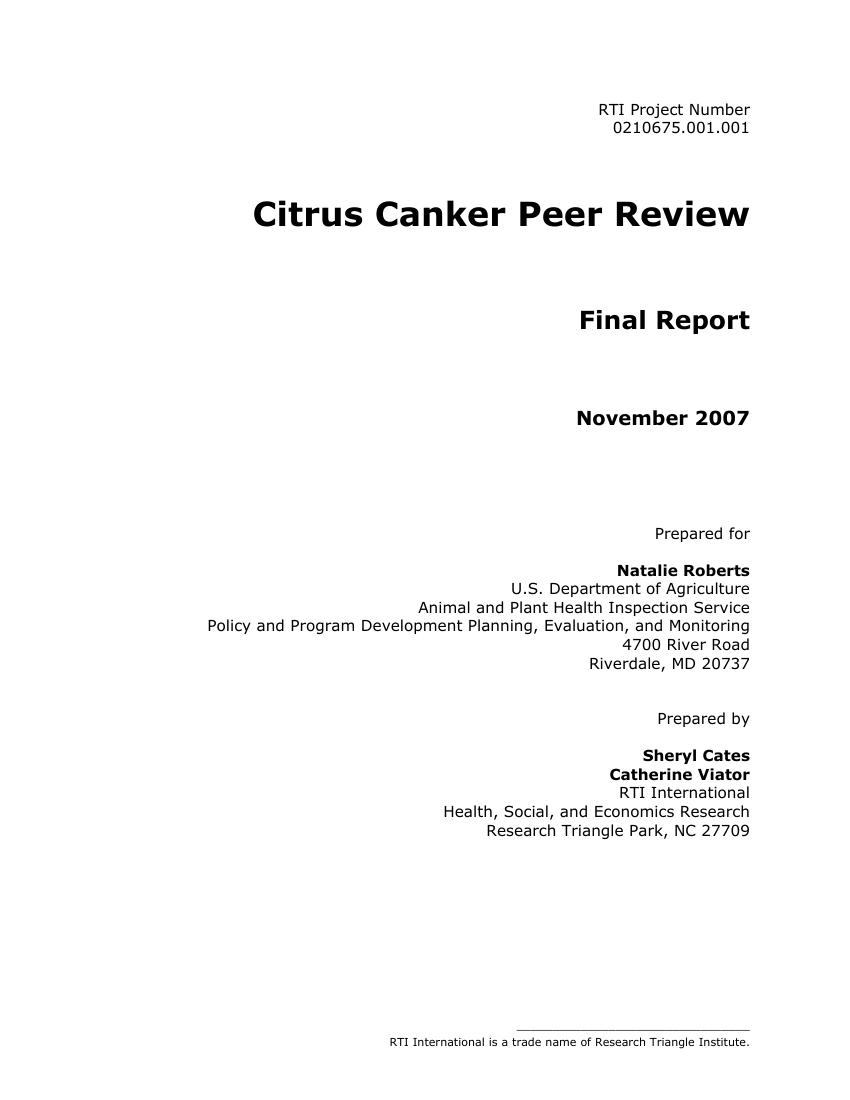 RTI Project Number
0210675.001.001
Citrus Canker Peer Review
Final Report
November 2007
Prepared for
Natalie Roberts
U.S. Department of Agriculture
Animal and Plant Health Inspection Service
Policy and Program Development Planning, Evaluation, and Monitoring
4700 River Road
Riverdale, MD 20737
Prepared by
Sheryl Cates
Catherine Viator
RTI International
Health, Social, and Economics Research
Research Triangle Park, NC 27709
RTI International is a trade name of Research Triangle Institute.